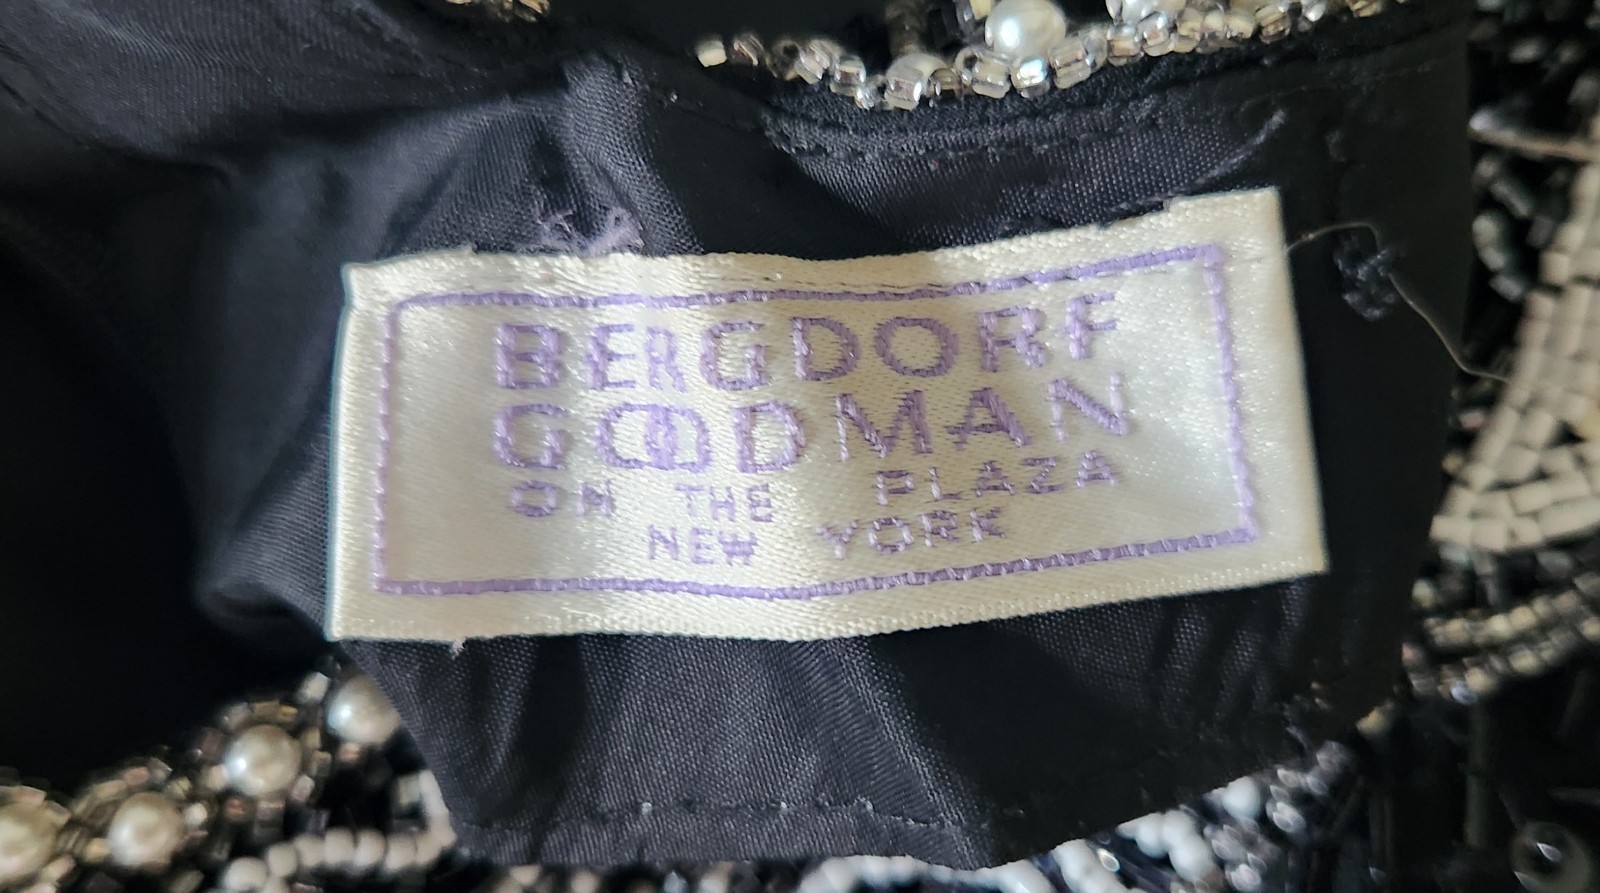 BERGDORF
GOODMAN
ON THE PLAZA
NEW YORK